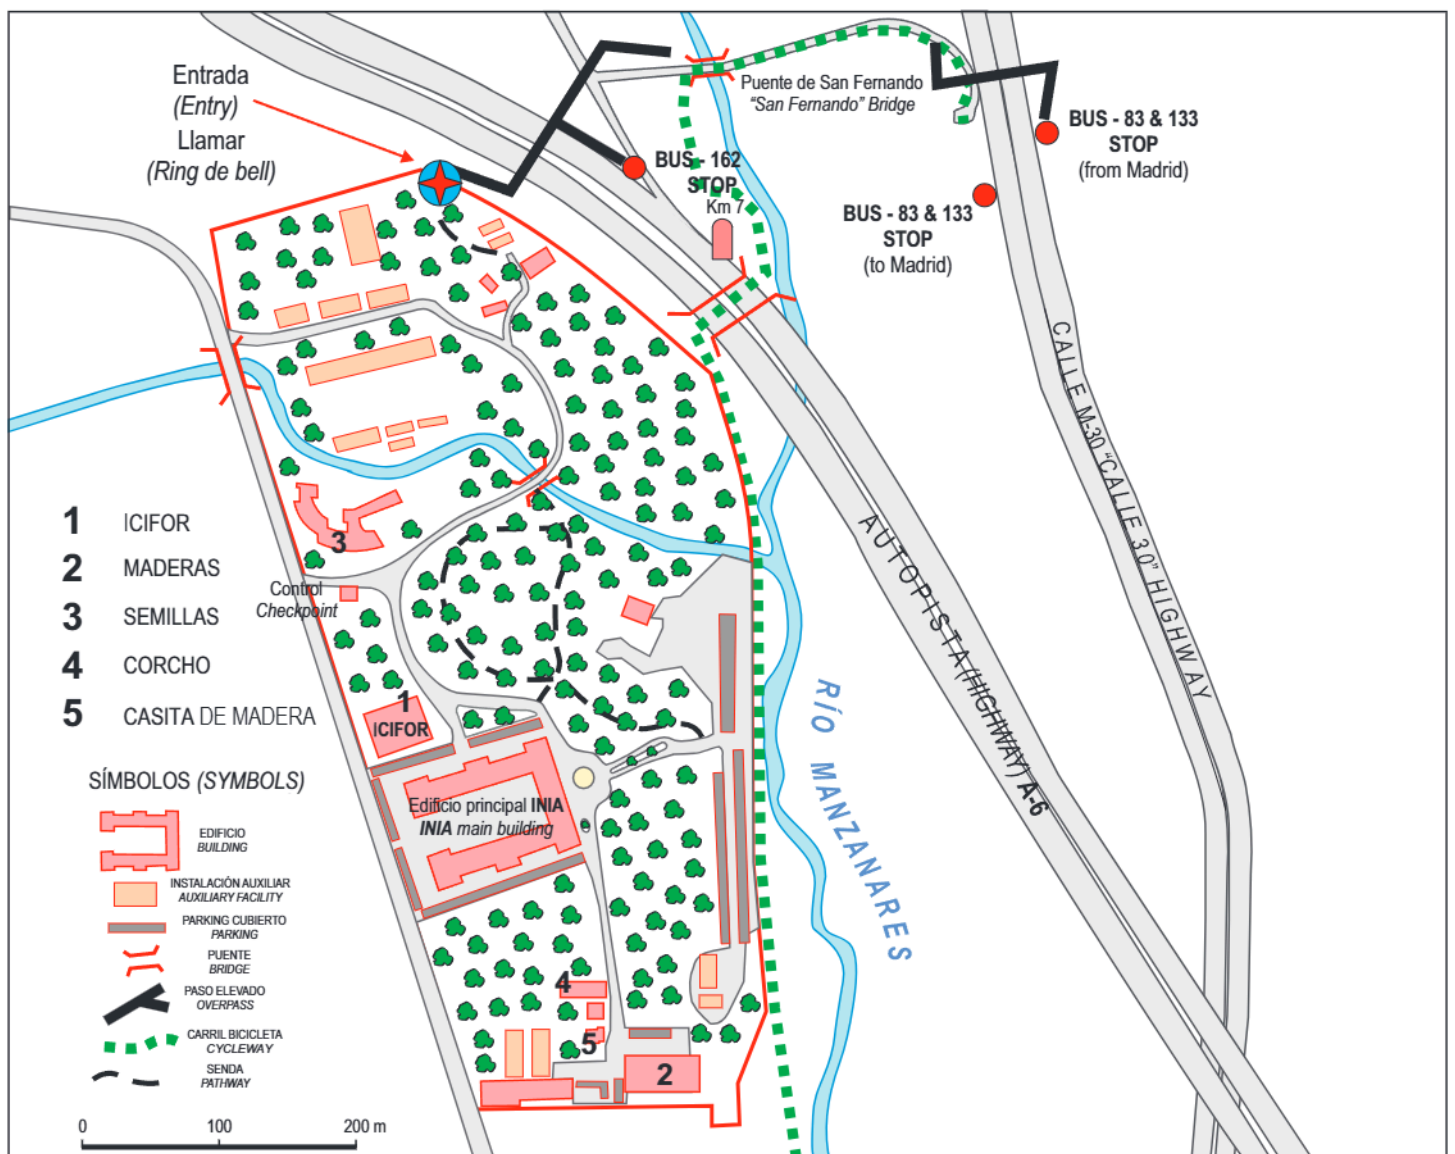 Entrada
(Entry)
Llamar
(Ring de bell)
Puente de San Fernando
“San Fernando” Bridge
BUS - 83 & 133
STOP
(from Madrid)
BUS - 162
STOP
Km 7
BUS - 83 & 133
STOP
(to Madrid)
CALLE M-30 “CALLE 30” HIGHWAY
AUTOPISTA (HIGHWAY) A-6
RÍO MANZANARES
1 ICIFOR
2 MADERAS
3 SEMILLAS
4 CORCHO
5 CASITA DE MADERA
3
Control
Checkpoint
1
ICIFOR
Edificio principal INIA
INIA main building
4
5
2
SÍMBOLOS (SYMBOLS)
EDIFICIO
BUILDING
INSTALACIÓN AUXILIAR
AUXILIARY FACILITY
PARKING CUBIERTO
PARKING
PUENTE
BRIDGE
PASO ELEVADO
OVERPASS
CARRIL BICICLETA
CYCLEWAY
SENDA
PATHWAY
0 100 200 m